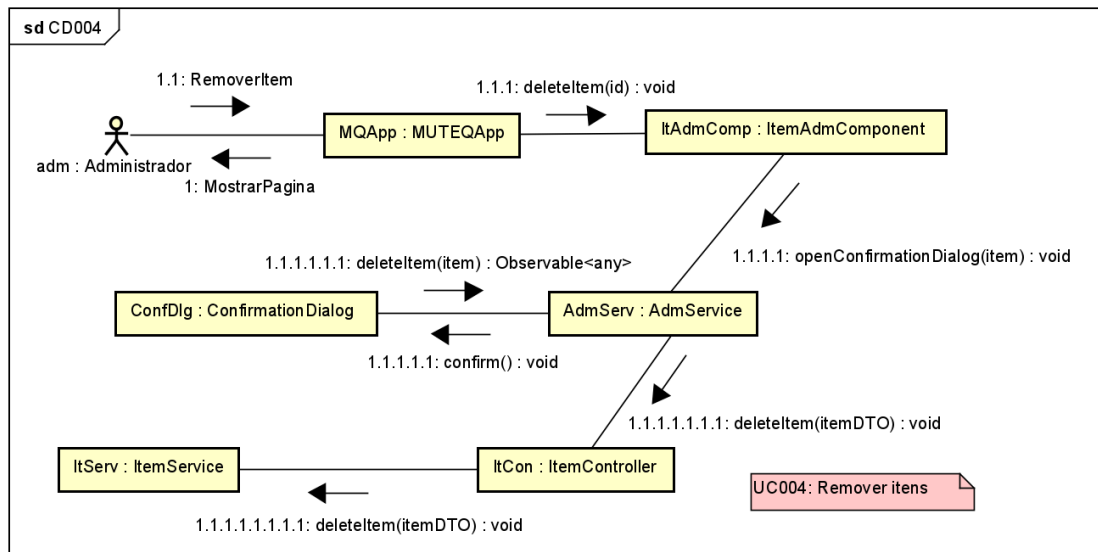 sd CD004
1.1: RemoverItem
1.1.1: deleteItem(id) : void
MQApp : MUTEQApp
ItAdmComp : ItemAdmComponent
adm : Administrador
1: MostrarPagina
1.1.1.1: openConfirmationDialog(item) : void
1.1.1.1.1.1: deleteItem(item) : Observable<any>
ConfDlg : ConfirmationDialog
AdmServ : AdmService
1.1.1.1.1: confirm() : void
1.1.1.1.1.1.1: deleteItem(itemDTO) : void
ItServ : ItemService
ItCon : ItemController
UC004: Remover itens
1.1.1.1.1.1.1.1: deleteItem(itemDTO) : void